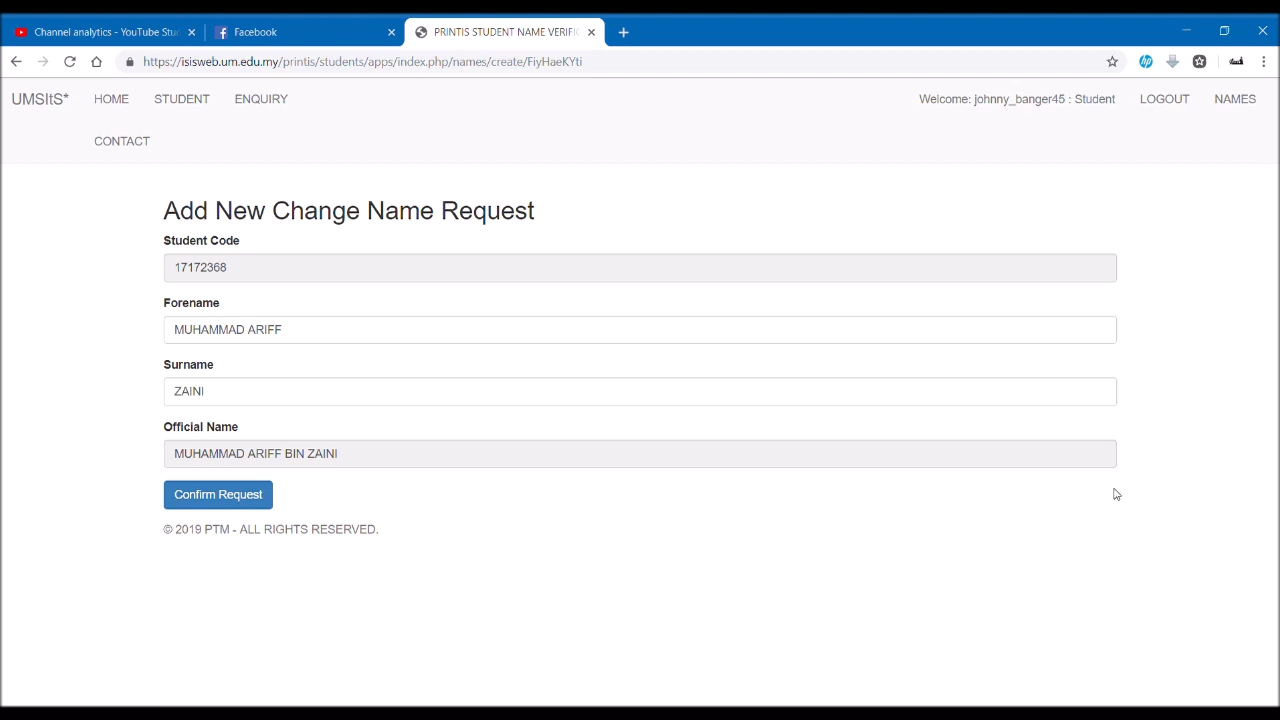 Channel analytics - YouTube Stu
Facebook
PRINTIS STUDENT NAME VERIFIC
https://isisweb.um.edu.my/printis/students/apps/index.php/names/create/FiyHaeKYti
UMSItS* HOME STUDENT ENQUIRY Welcome: johnny_banger45 : Student LOGOUT NAMES
CONTACT
Add New Change Name Request
Student Code
17172368
Forename
MUHAMMAD ARIFF
Surname
ZAINI
Official Name
MUHAMMAD ARIFF BIN ZAINI
Confirm Request
© 2019 PTM - ALL RIGHTS RESERVED.